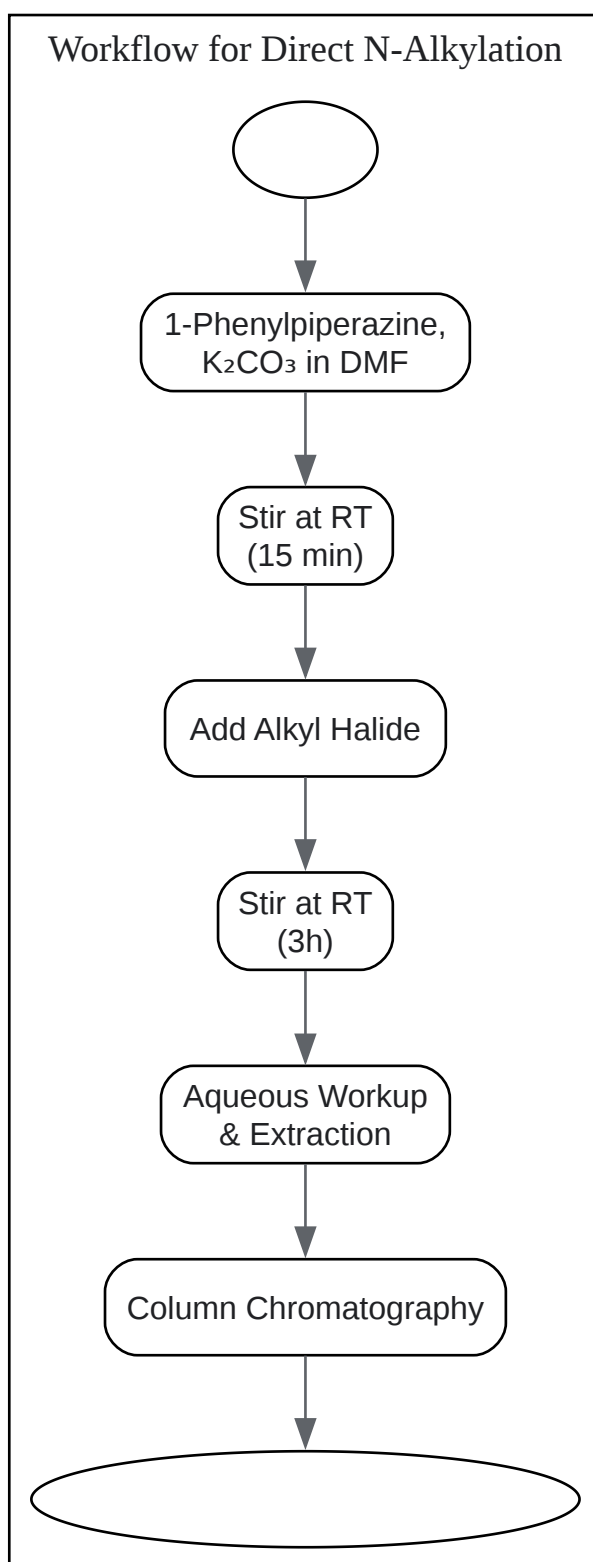 Workflow for Direct N-Alkylation
1-Phenylpiperazine,
K₂CO₃ in DMF
Stir at RT
(15 min)
Add Alkyl Halide
Stir at RT
(3h)
Aqueous Workup
& Extraction
Column Chromatography